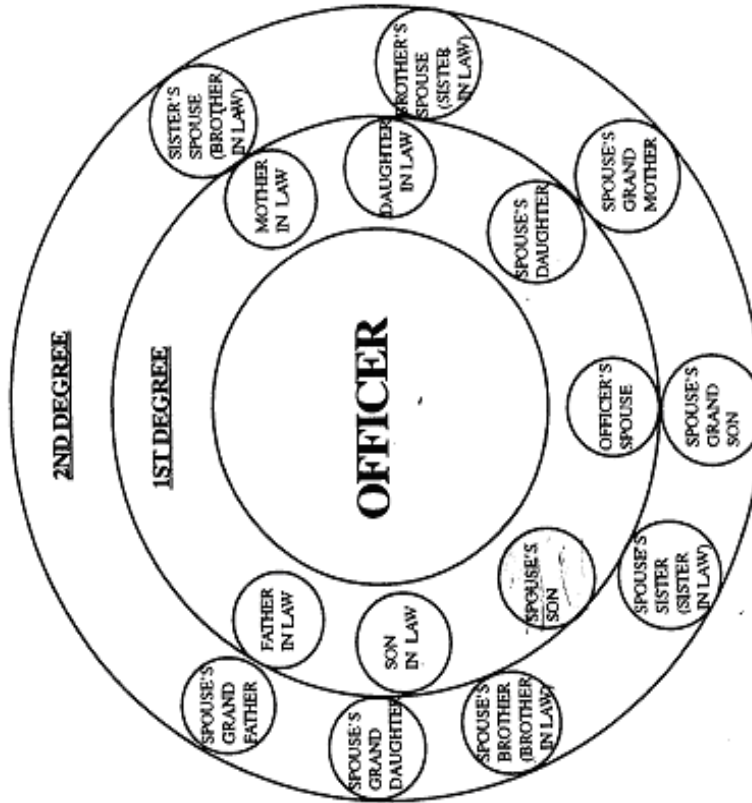 2ND DEGREE
1ST DEGREE
SPOUSE'S
GRAND
FATHER
FATHER
IN LAW
MOTHER
IN LAW
SISTER'S
SPOUSE
(BROTHER
IN LAW)
SPOUSE'S
GRAND
DAUGHTER
SON
IN LAW
OFFICER
DAUGHTER
IN LAW
BROTHER'S
SPOUSE
(SISTER
IN LAW)
SPOUSE'S
BROTHER
(BROTHER
IN LAW)
SPOUSE'S
SON
OFFICER'S
SPOUSE
SPOUSE'S
DAUGHTER
SPOUSE'S
GRAND
MOTHER
SPOUSE'S
SISTER
(SISTER
IN LAW)
SPOUSE'S
GRAND
SON